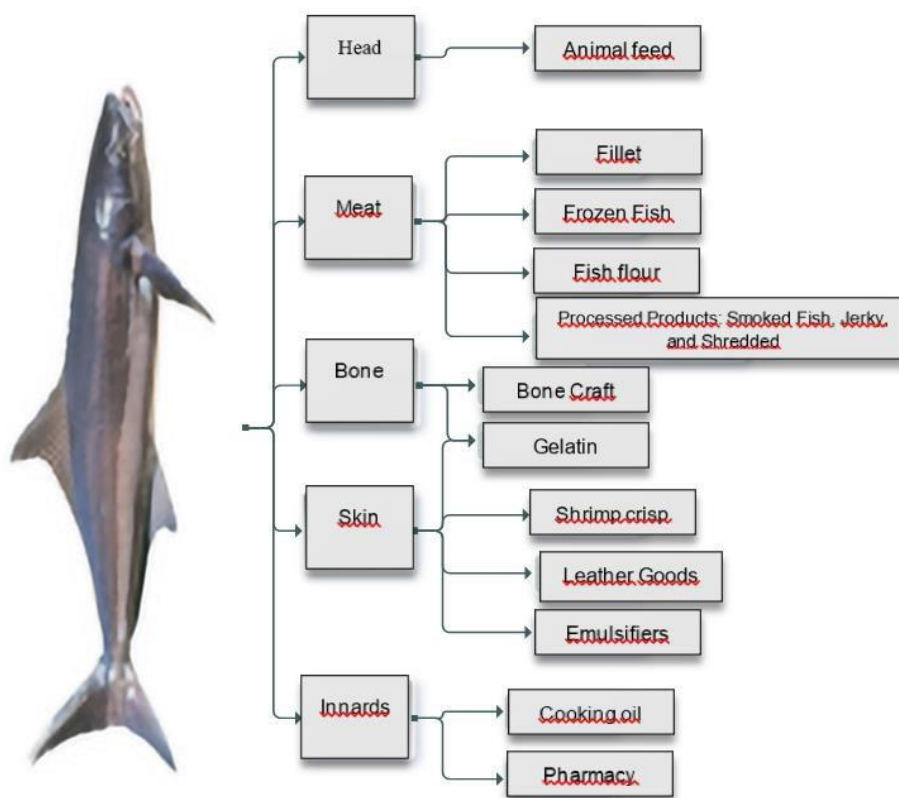 Head
Animal feed
Meat
Fillet
Frozen Fish
Fish flour
Processed Products: Smoked Fish, Jerky,
and Shredded
Bone
Bone Craft
Gelatin
Skin
Shrimp crisp
Leather Goods
Emulsifiers
Innards
Cooking oil
Pharmacy